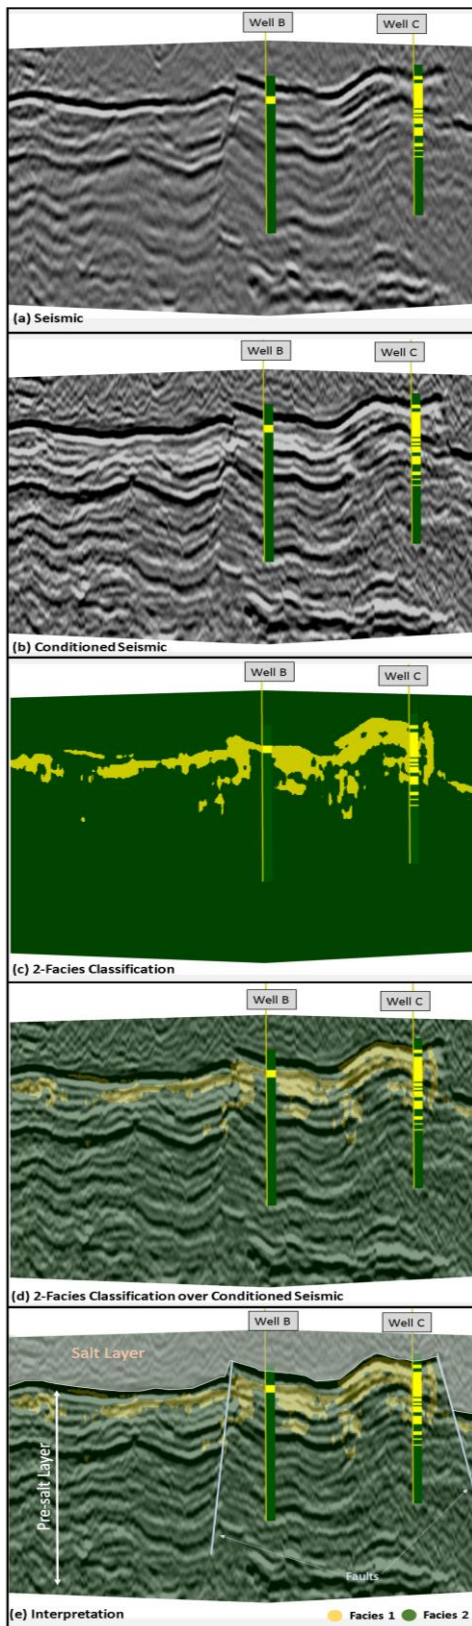 Well B
Well C
(a) Seismic
Well B
Well C
(b) Conditioned Seismic
Well B
Well C
(c) 2-Facies Classification
Well B
Well C
(d) 2-Facies Classification over Conditioned Seismic
Well B
Well C
Salt Layer
Pre-salt Layer
Faults
(e) Interpretation
Facies 1
Facies 2